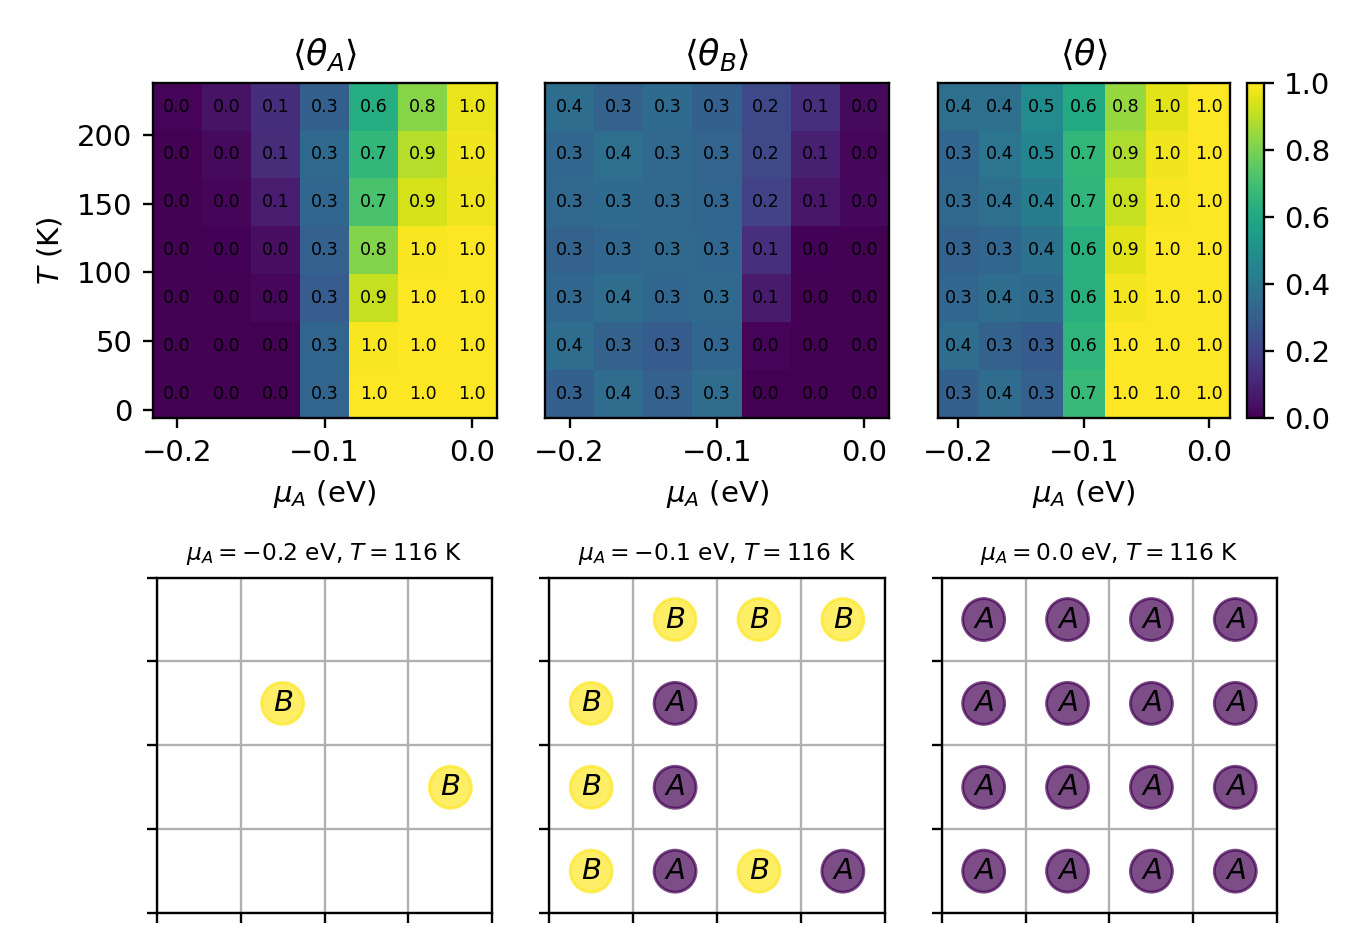 ⟨θ_A⟩ ⟨θ_B⟩ ⟨θ⟩
0.0 0.0 0.1 0.3 0.6 0.8 1.0 0.4 0.3 0.3 0.3 0.2 0.1 0.0 0.4 0.4 0.5 0.6 0.8 1.0 1.0 1.0
200 0.0 0.0 0.1 0.3 0.7 0.9 1.0 0.3 0.4 0.3 0.3 0.2 0.1 0.0 0.3 0.4 0.5 0.7 0.9 1.0 1.0 0.8
150 0.0 0.0 0.1 0.3 0.7 0.9 1.0 0.3 0.3 0.3 0.3 0.2 0.1 0.0 0.3 0.4 0.4 0.7 0.9 1.0 1.0 0.6
T (K)
100 0.0 0.0 0.0 0.3 0.8 1.0 1.0 0.3 0.3 0.3 0.3 0.1 0.0 0.0 0.3 0.3 0.4 0.6 0.9 1.0 1.0 0.4
0.0 0.0 0.0 0.3 0.9 1.0 1.0 0.3 0.4 0.3 0.3 0.1 0.0 0.0 0.3 0.4 0.3 0.6 1.0 1.0 1.0
50 0.0 0.0 0.0 0.3 1.0 1.0 1.0 0.4 0.3 0.3 0.3 0.0 0.0 0.0 0.4 0.3 0.3 0.6 1.0 1.0 1.0 0.2
0 0.0 0.0 0.0 0.3 1.0 1.0 1.0 0.3 0.4 0.3 0.3 0.0 0.0 0.0 0.3 0.4 0.3 0.7 1.0 1.0 1.0 0.0
−0.2 −0.1 0.0 −0.2 −0.1 0.0 −0.2 −0.1 0.0
μ_A (eV) μ_A (eV) μ_A (eV)
μ_A = −0.2 eV, T = 116 K μ_A = −0.1 eV, T = 116 K μ_A = 0.0 eV, T = 116 K
B B B A A A A
B B A A A A A
B B A A A A A
B A B A A A A A